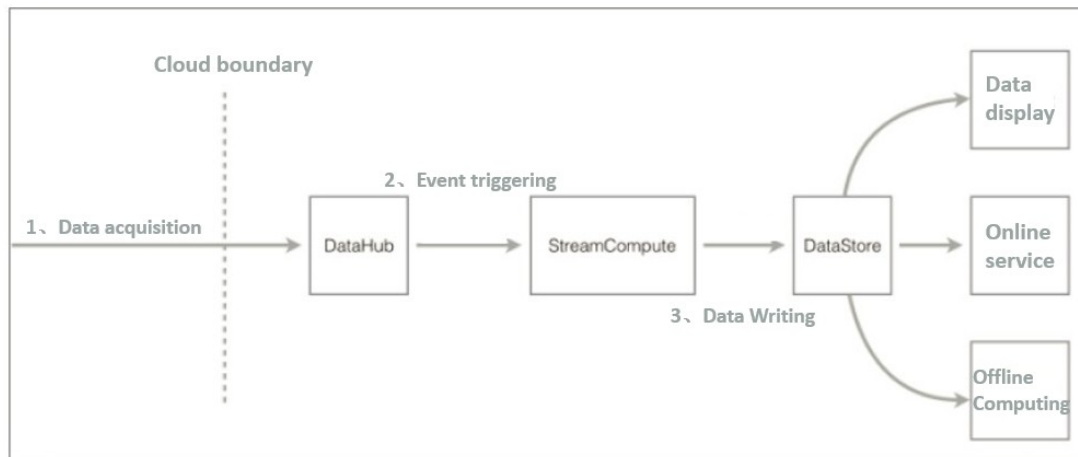 Cloud boundary
1、Data acquisition
2、Event triggering
DataHub
StreamCompute
3、Data Writing
DataStore
Data
display
Online
service
Offline
Computing